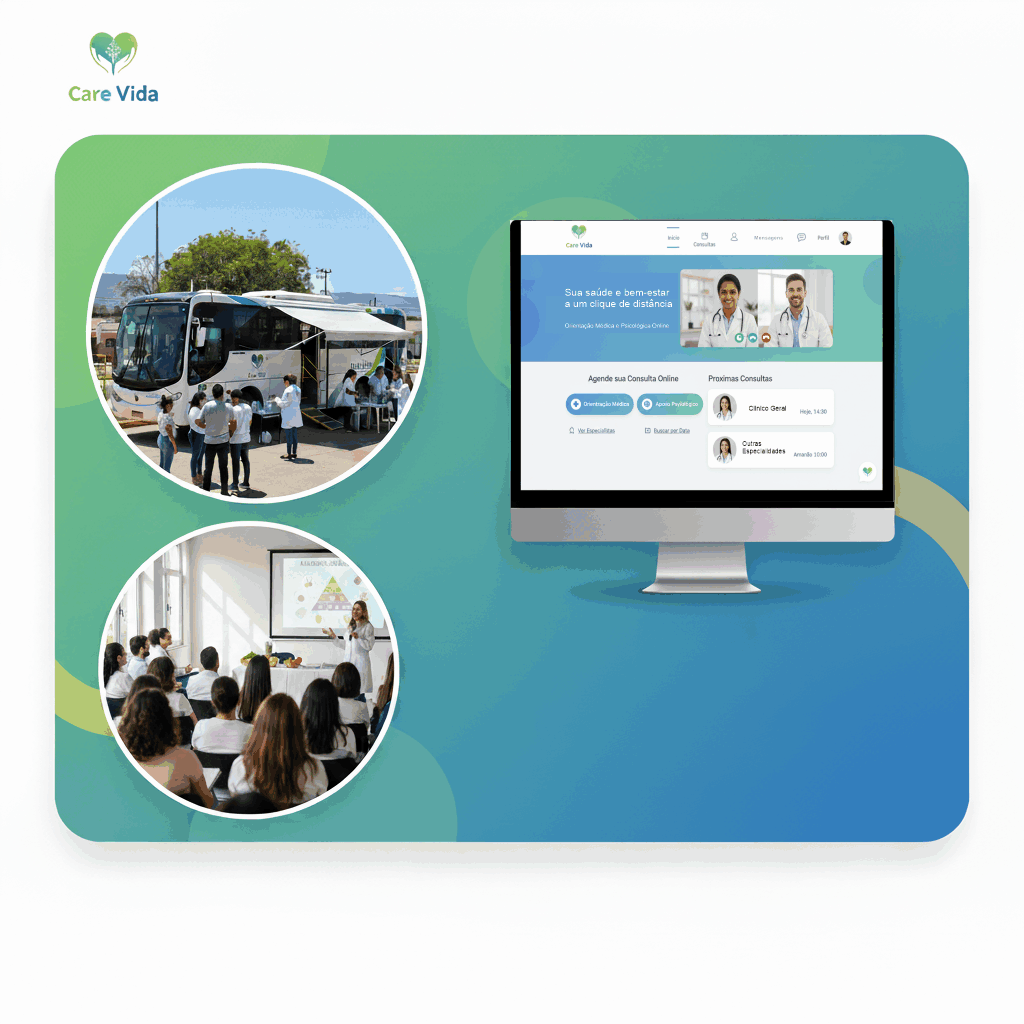 Care Vida
Care Vida
Início
Consultas
Mensagens
Perfil
Sua saúde e bem-estar
a um clique de distância
Orientação Médica e Psicológica Online
Agende sua Consulta Online
Proximas Consultas
Orientação Médica
Apoio Psicológico
Clínico Geral
Hoje, 14:30
Ver Especialistas
Buscar por Data
Outras
Especialidades
Amanhã 10:00